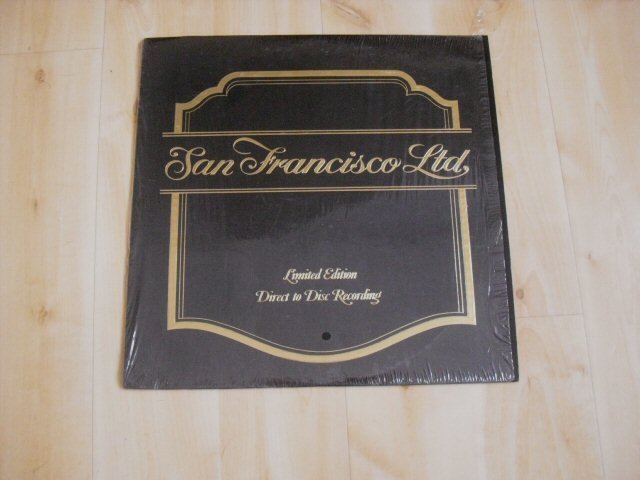 San Francisco Ltd.
Limited Edition
Direct to Disc Recording